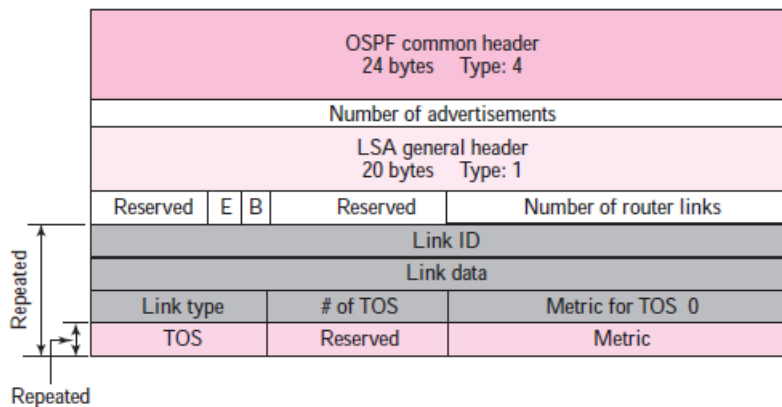 OSPF common header
24 bytes Type: 4
Number of advertisements
LSA general header
20 bytes Type: 1
Reserved E B Reserved Number of router links
Link ID
Link data
Link type # of TOS Metric for TOS 0
TOS Reserved Metric
Repeated
Repeated